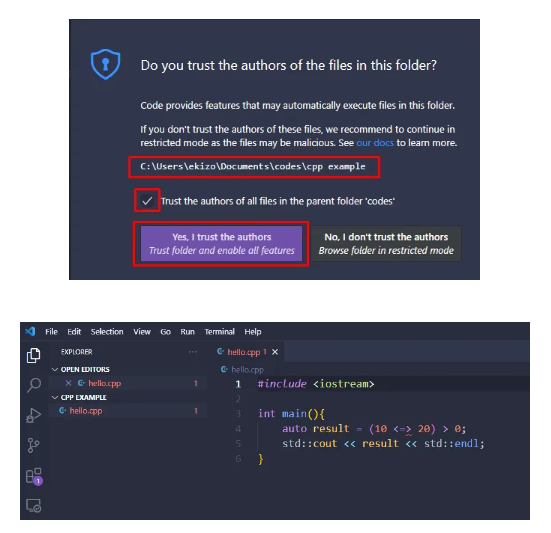 Do you trust the authors of the files in this folder?
Code provides features that may automatically execute files in this folder.
If you don't trust the authors of these files, we recommend to continue in
restricted mode as the files may be malicious. See our docs to learn more.
C:\Users\ekizo\Documents\codes\cpp example
Trust the authors of all files in the parent folder 'codes'
Yes, I trust the authors
Trust folder and enable all features
No, I don't trust the authors
Browse folder in restricted mode
File Edit Selection View Go Run Terminal Help
EXPLORER ...
OPEN EDITORS
hello.cpp 1
CPP EXAMPLE
hello.cpp 1
1
hello.cpp 1
hello.cpp
1 #include <iostream>
2
3 int main(){
4 auto result = (10 <=> 20) > 0;
5 std::cout << result << std::endl;
6 }